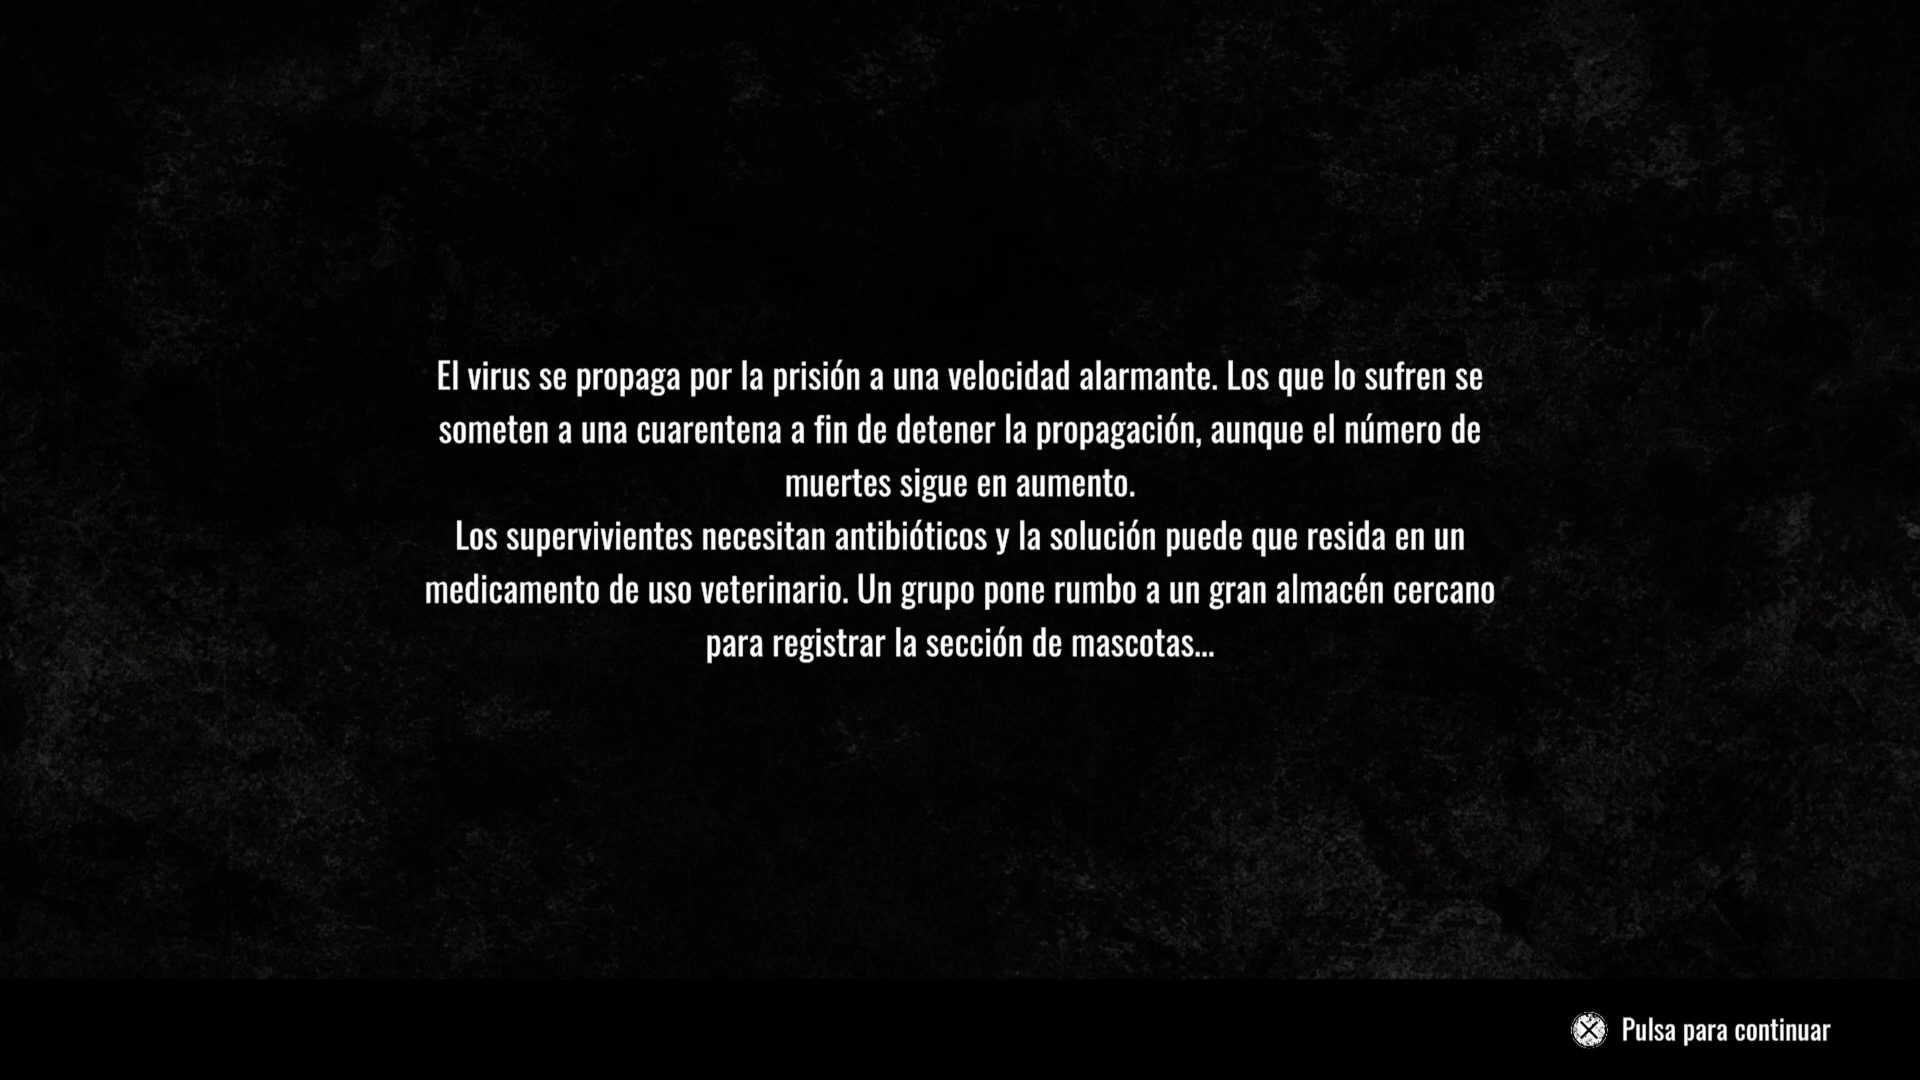 El virus se propaga por la prisión a una velocidad alarmante. Los que lo sufren se
someten a una cuarentena a fin de detener la propagación, aunque el número de
muertes sigue en aumento.
Los supervivientes necesitan antibióticos y la solución puede que resida en un
medicamento de uso veterinario. Un grupo pone rumbo a un gran almacén cercano
para registrar la sección de mascotas...
Pulsa para continuar